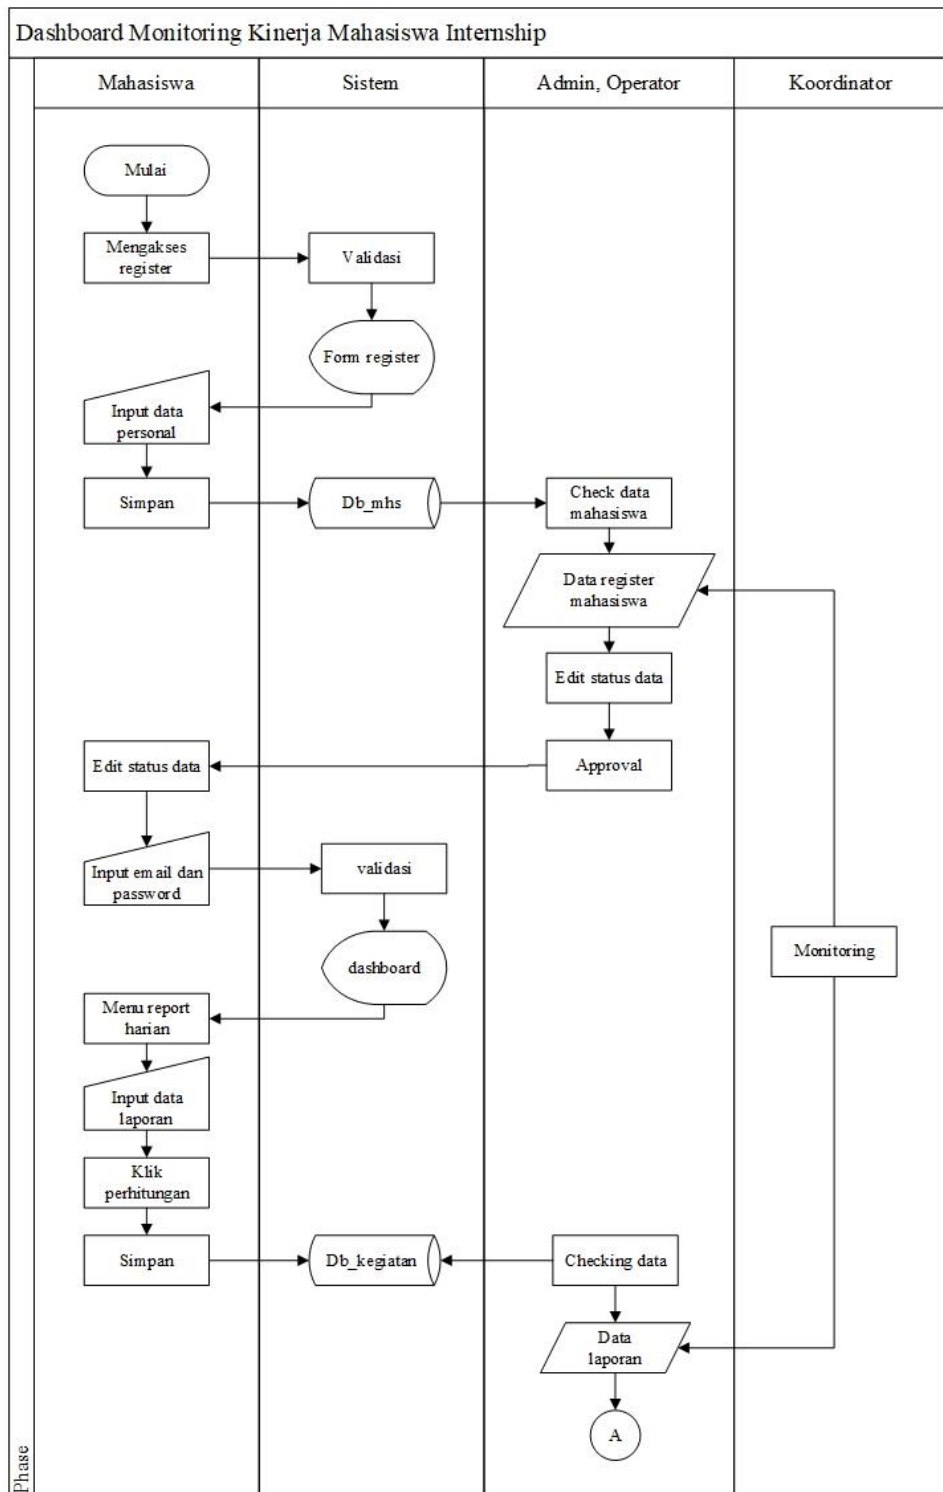 Dashboard Monitoring Kinerja Mahasiswa Internship
Mahasiswa
Sistem
Admin, Operator
Koordinator
Mulai
Mengakses
register
Validasi
Form register
Input data
personal
Simpan
Db_mhs
Check data
mahasiswa
Data register
mahasiswa
Edit status data
Approval
Edit status data
Input email dan
password
validasi
dashboard
Monitoring
Menu report
harian
Input data
laporan
Klik
perhitungan
Simpan
Db_kegiatan
Checking data
Data
laporan
A
Phase